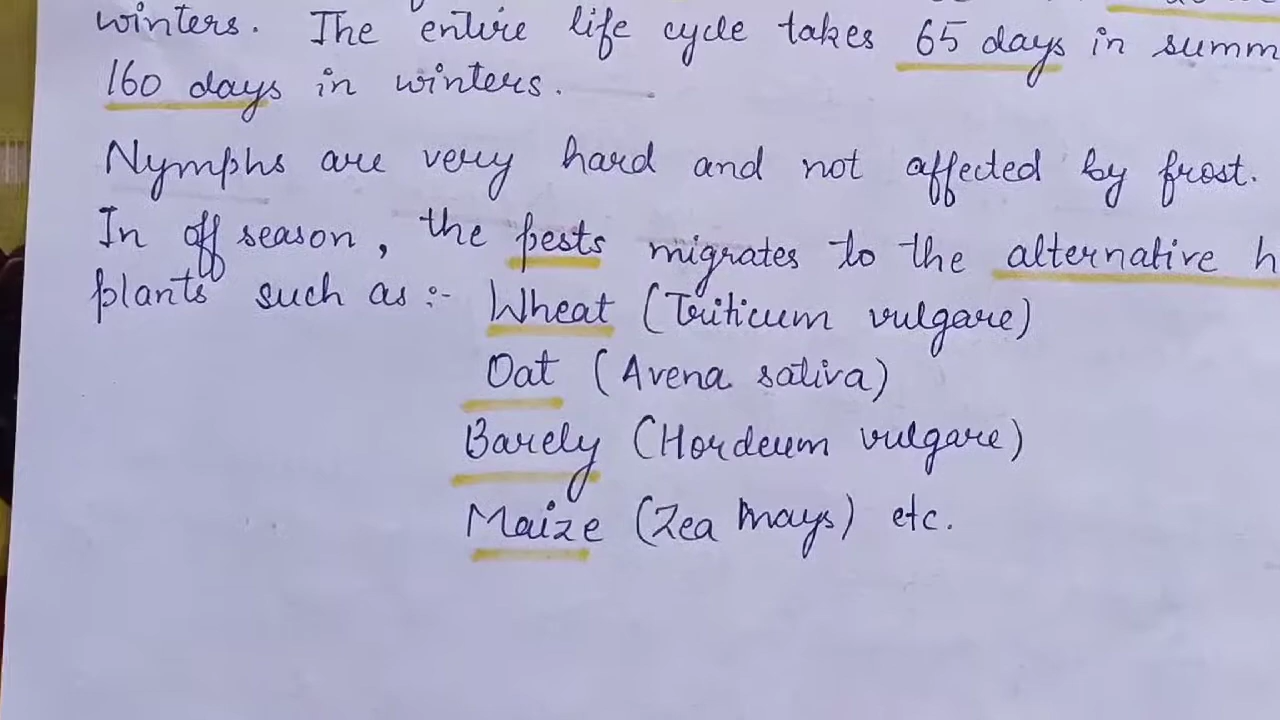 winters. The entire life cycle takes 65 days in summ
160 days in winters.
Nymphs are very hard and not affected by frost.
In off season, the pests migrates to the alternative h
plants such as :- Wheat (Triticum vulgare)
Oat (Avena sativa)
Barely (Hordeum vulgare)
Maize (Zea mays) etc.